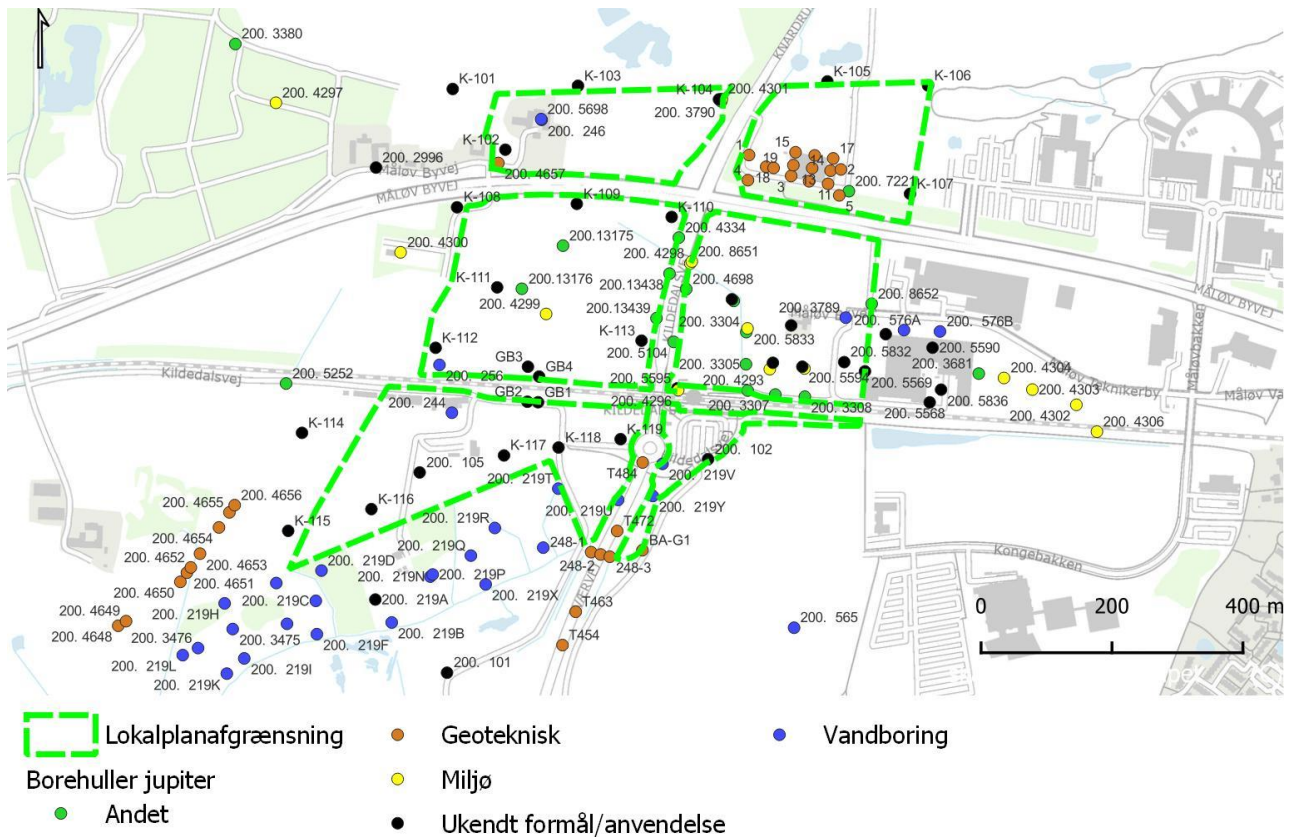 200. 3380
200. 4297
K-101
K-103
K-104
200. 4301
200. 3790
K-105
K-106
200. 5698
200. 246
K-102
200. 2996
Måløv Byvej
Måløv Byvej
200. 4657
MÅLØV BYVEJ
1
15
17
19
14
2
4
18
13
3
11
5
200. 7221
K-107
K-108
K-109
K-110
200. 4334
200. 4300
200.13175
200. 4298
200. 8651
K-111
200.13176
200.13438
200. 4698
200. 4299
200.13439
200. 3304
200. 3789
200. 8652
MÅLØV BYVEJ
MÅLØV BYVEJ
200. 576A
200. 576B
Måløvbakken
K-112
GB3
GB4
K-113
200. 5104
200. 5833
200. 5832
200. 5590
200. 3681
200. 4304
Kildedalsvej
200. 5252
200. 256
200. 3305
200. 5595
200. 4293
200. 5594
200. 5569
200. 4303
200. 244
GB2
GB1
200. 4296
200. 3307
200. 3308
200. 5568
200. 5836
200. 4302
200. 4306
K-114
K-117
K-118
K-119
200. 102
200. 105
T484
200. 219V
200. 219T
200. 4656
200. 4655
K-116
200. 219U
200. 219Y
200. 4654
K-115
200. 219R
T472
BA-G1
200. 4652
200. 4653
200. 219D
200. 219Q
248-1
248-2
248-3
Kongebakken
200. 4650
200. 4651
200. 219N
200. 219P
200. 4649
200. 219H
200. 219C
200. 219A
200. 219X
T463
0
200
400 m
200. 4648
200. 3476
200. 3475
200. 219F
200. 219B
T454
200. 565
200. 219L
200. 219I
200. 219K
200. 101
Lokalplanafgrænsning
Geoteknisk
Vandboring
Borehuller jupiter
Miljø
Andet
Ukendt formål/anvendelse